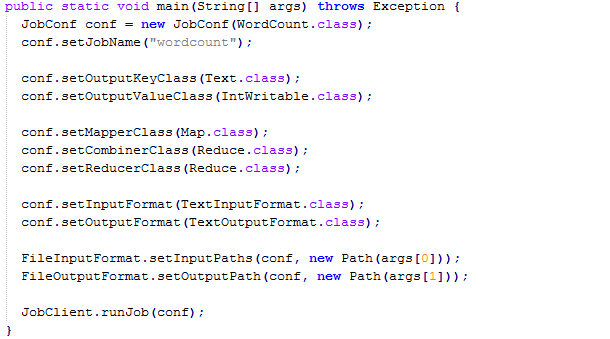 public static void main(String[] args) throws Exception {
  JobConf conf = new JobConf(WordCount.class);
  conf.setJobName("wordcount");

  conf.setOutputKeyClass(Text.class);
  conf.setOutputValueClass(IntWritable.class);

  conf.setMapperClass(Map.class);
  conf.setCombinerClass(Reduce.class);
  conf.setReducerClass(Reduce.class);

  conf.setInputFormat(TextInputFormat.class);
  conf.setOutputFormat(TextOutputFormat.class);

  FileInputFormat.setInputPaths(conf, new Path(args[0]));
  FileOutputFormat.setOutputPath(conf, new Path(args[1]));

  JobClient.runJob(conf);
}